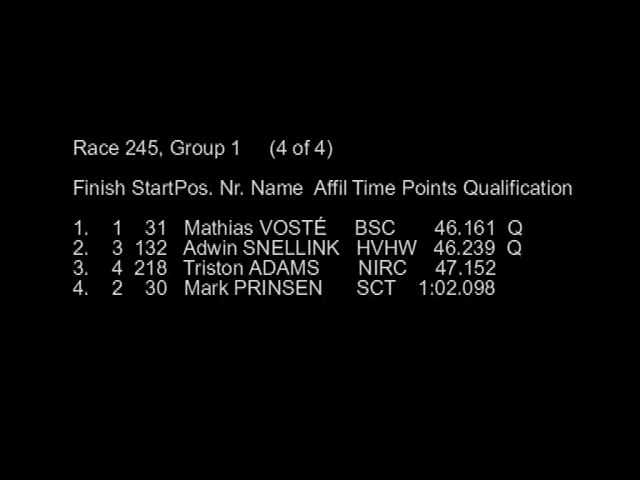 Race 245, Group 1 (4 of 4)
Finish StartPos. Nr. Name Affil Time Points Qualification
1. 1 31 Mathias VOSTÉ BSC 46.161 Q
2. 3 132 Adwin SNELLINK HVHW 46.239 Q
3. 4 218 Triston ADAMS NIRC 47.152
4. 2 30 Mark PRINSEN SCT 1:02.098